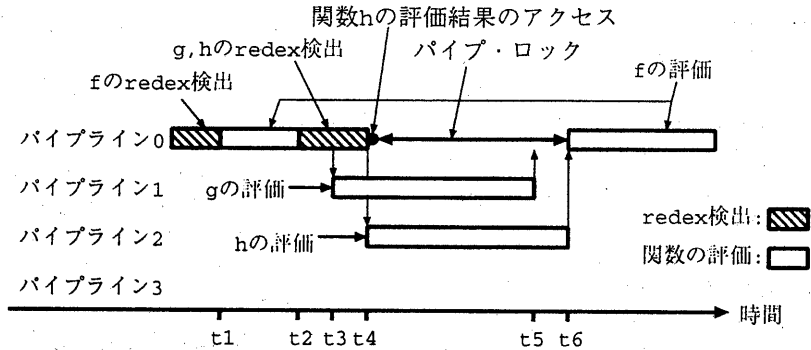 関数hの評価結果のアクセス
g,hのredex検出
パイプ・ロック
fのredex検出
fの評価
パイプライン0
パイプライン1
gの評価
redex検出:
パイプライン2
hの評価
関数の評価:
パイプライン3
時間
t1 t2 t3 t4 t5 t6